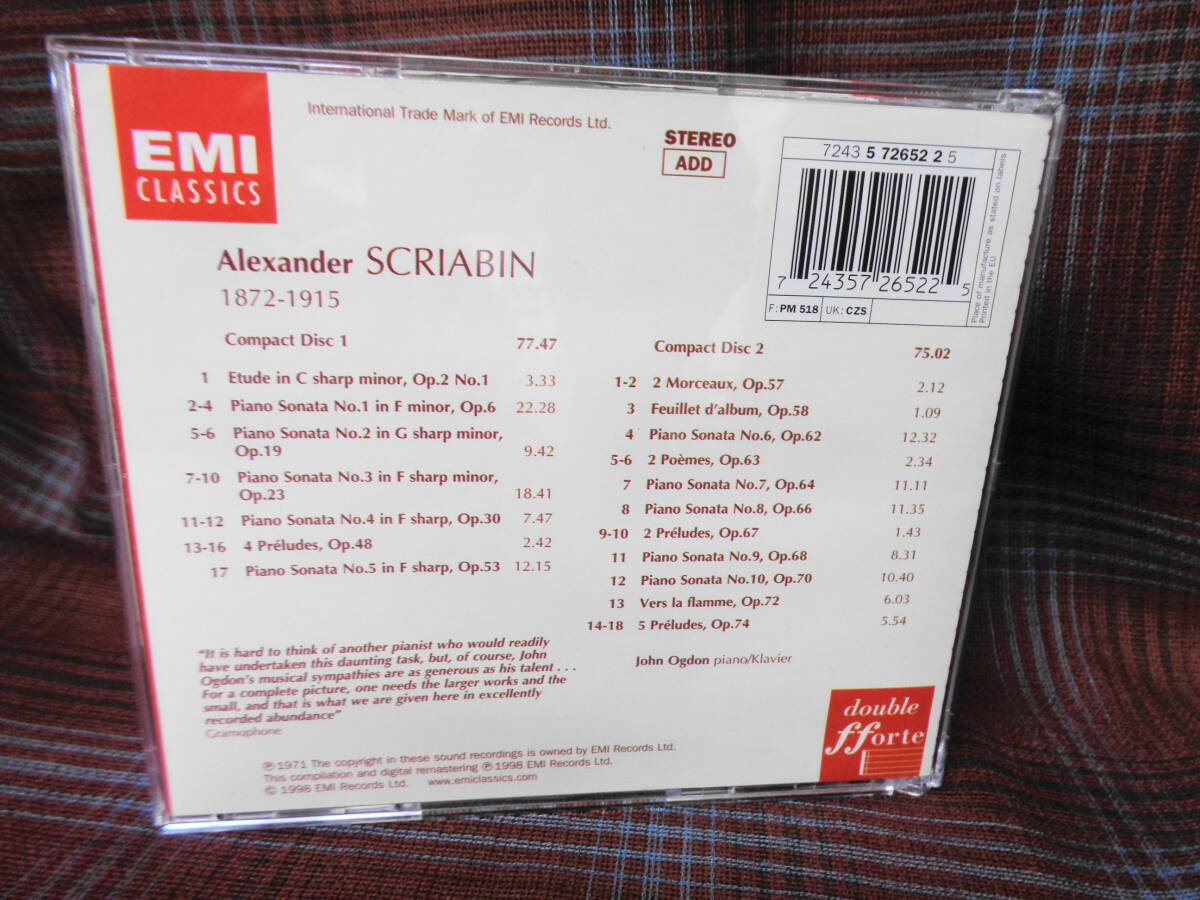 EMI
CLASSICS
International Trade Mark of EMI Records Ltd.
STEREO
ADD
7243 5 72652 2 5
7 24357 26522 5
F: PM 518 UK: CZS
Place of manufacture as stated on labels
Printed in the EU
Alexander SCRIABIN
1872-1915
Compact Disc 1 77.47
1 Etude in C sharp minor, Op.2 No.1 3.33
2-4 Piano Sonata No.1 in F minor, Op.6 22.28
5-6 Piano Sonata No.2 in G sharp minor,
Op.19 9.42
7-10 Piano Sonata No.3 in F sharp minor,
Op.23 18.41
11-12 Piano Sonata No.4 in F sharp, Op.30 7.47
13-16 4 Préludes, Op.48 2.42
17 Piano Sonata No.5 in F sharp, Op.53 12.15
"It is hard to think of another pianist who would readily
have undertaken this daunting task, but, of course, John
Ogdon's musical sympathies are as generous as his talent . . .
For a complete picture, one needs the larger works and the
small, and that is what we are given here in excellently
recorded abundance"
Gramophone
Compact Disc 2 75.02
1-2 2 Morceaux, Op.57 2.12
3 Feuillet d'album, Op.58 1.09
4 Piano Sonata No.6, Op.62 12.32
5-6 2 Poèmes, Op.63 2.34
7 Piano Sonata No.7, Op.64 11.11
8 Piano Sonata No.8, Op.66 11.35
9-10 2 Préludes, Op.67 1.43
11 Piano Sonata No.9, Op.68 8.31
12 Piano Sonata No.10, Op.70 10.40
13 Vers la flamme, Op.72 6.03
14-18 5 Préludes, Op.74 5.54
John Ogdon piano/Klavier
double
fforte
℗ 1971 The copyright in these sound recordings is owned by EMI Records Ltd.
This compilation and digital remastering ℗ 1998 EMI Records Ltd.
© 1998 EMI Records Ltd. www.emiclassics.com